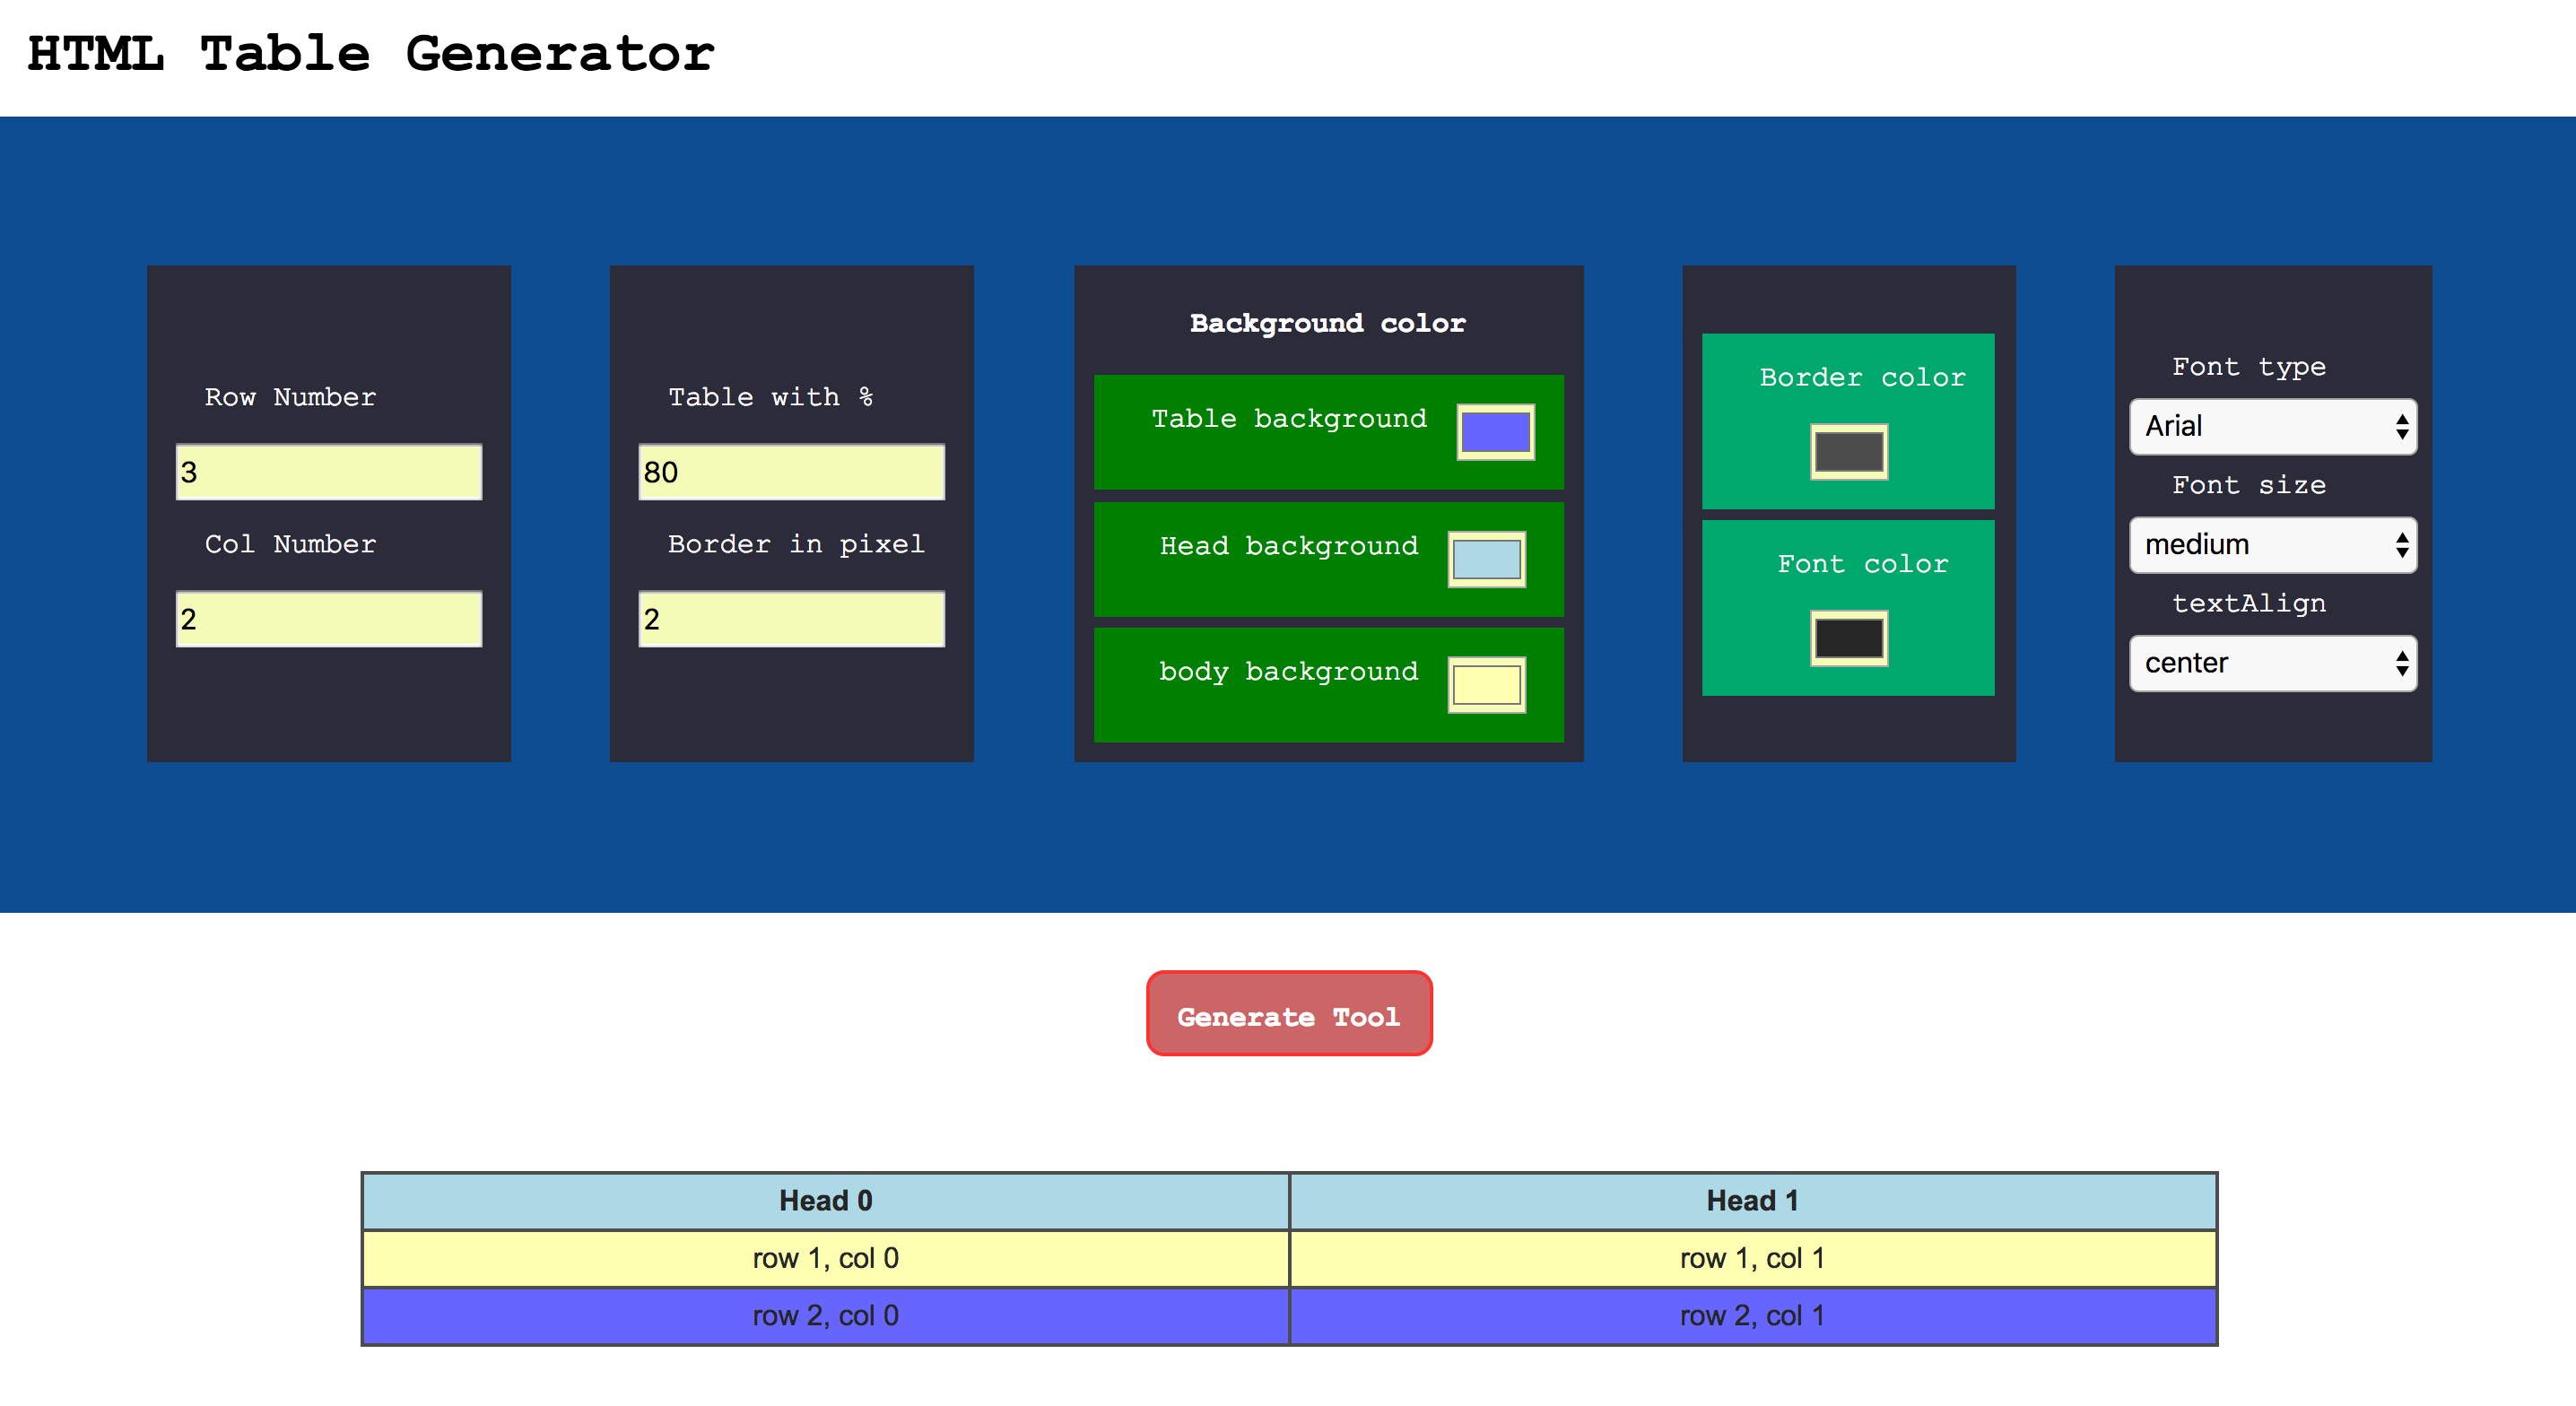 HTML Table Generator
Row Number
3
Col Number
2
Table with %
80
Border in pixel
2
Background color
Table background
Head background
body background
Border color
Font color
Font type
Arial
Font size
medium
textAlign
center
Generate Tool
Head 0 Head 1
row 1, col 0 row 1, col 1
row 2, col 0 row 2, col 1